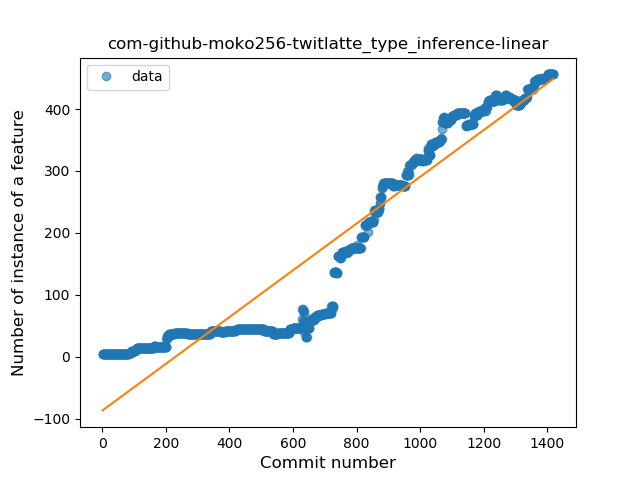 com-github-moko256-twitlatte_type_inference-linear
data
Number of instance of a feature
400
300
200
100
0
−100
0 200 400 600 800 1000 1200 1400
Commit number